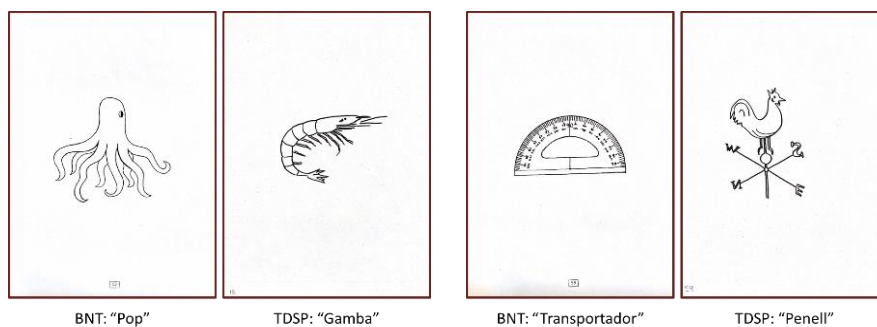 W
S
N
E
BNT: “Pop”
TDSP: “Gamba”
BNT: “Transportador”
TDSP: “Penell”